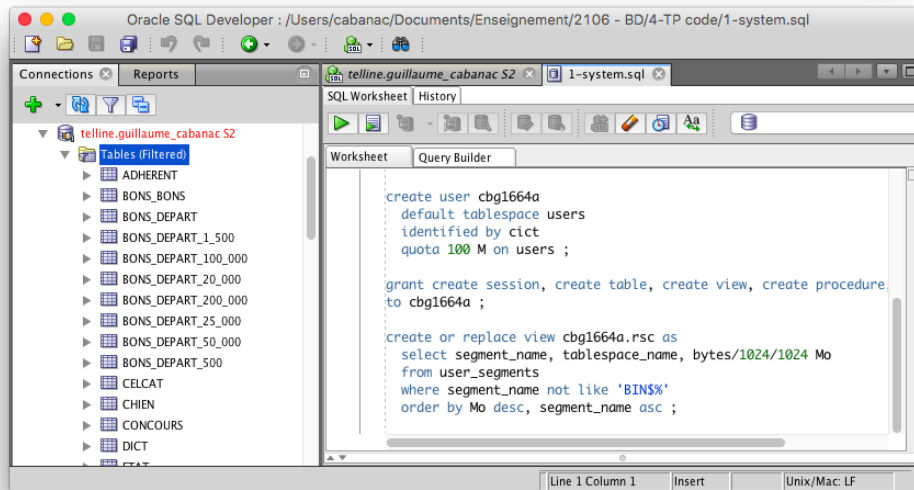 Oracle SQL Developer : /Users/cabanac/Documents/Enseignement/2106 - BD/4-TP code/1-system.sql
SQL
Connections
Reports
telline.guillaume_cabanac S2
Tables (Filtered)
ADHERENT
BONS_BONS
BONS_DEPART
BONS_DEPART_1_500
BONS_DEPART_100_000
BONS_DEPART_20_000
BONS_DEPART_200_000
BONS_DEPART_25_000
BONS_DEPART_50_000
BONS_DEPART_500
CELCAT
CHIEN
CONCOURS
DICT
telline.guillaume_cabanac S2
1-system.sql
SQL Worksheet
History
Aa
Worksheet
Query Builder
create user cbg1664a
default tablespace users
identified by cict
quota 100 M on users ;
grant create session, create table, create view, create procedure
to cbg1664a ;
create or replace view cbg1664a.rsc as
select segment_name, tablespace_name, bytes/1024/1024 Mo
from user_segments
where segment_name not like 'BIN$%'
order by Mo desc, segment_name asc ;
Line 1 Column 1
Insert
Unix/Mac: LF